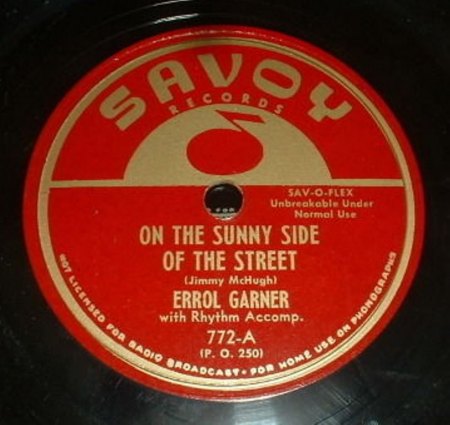 SAVOY
RECORDS
FOR
SAV-O-FLEX
Unbreakable Under
Normal Use
ON THE SUNNY SIDE
OF THE STREET
(Jimmy McHugh)
ERROL GARNER
with Rhythm Accomp.
772-A
(P. O. 250)
NOT LICENSED FOR RADIO BROADCAST • FOR HOME USE ON PHONOGRAPHS